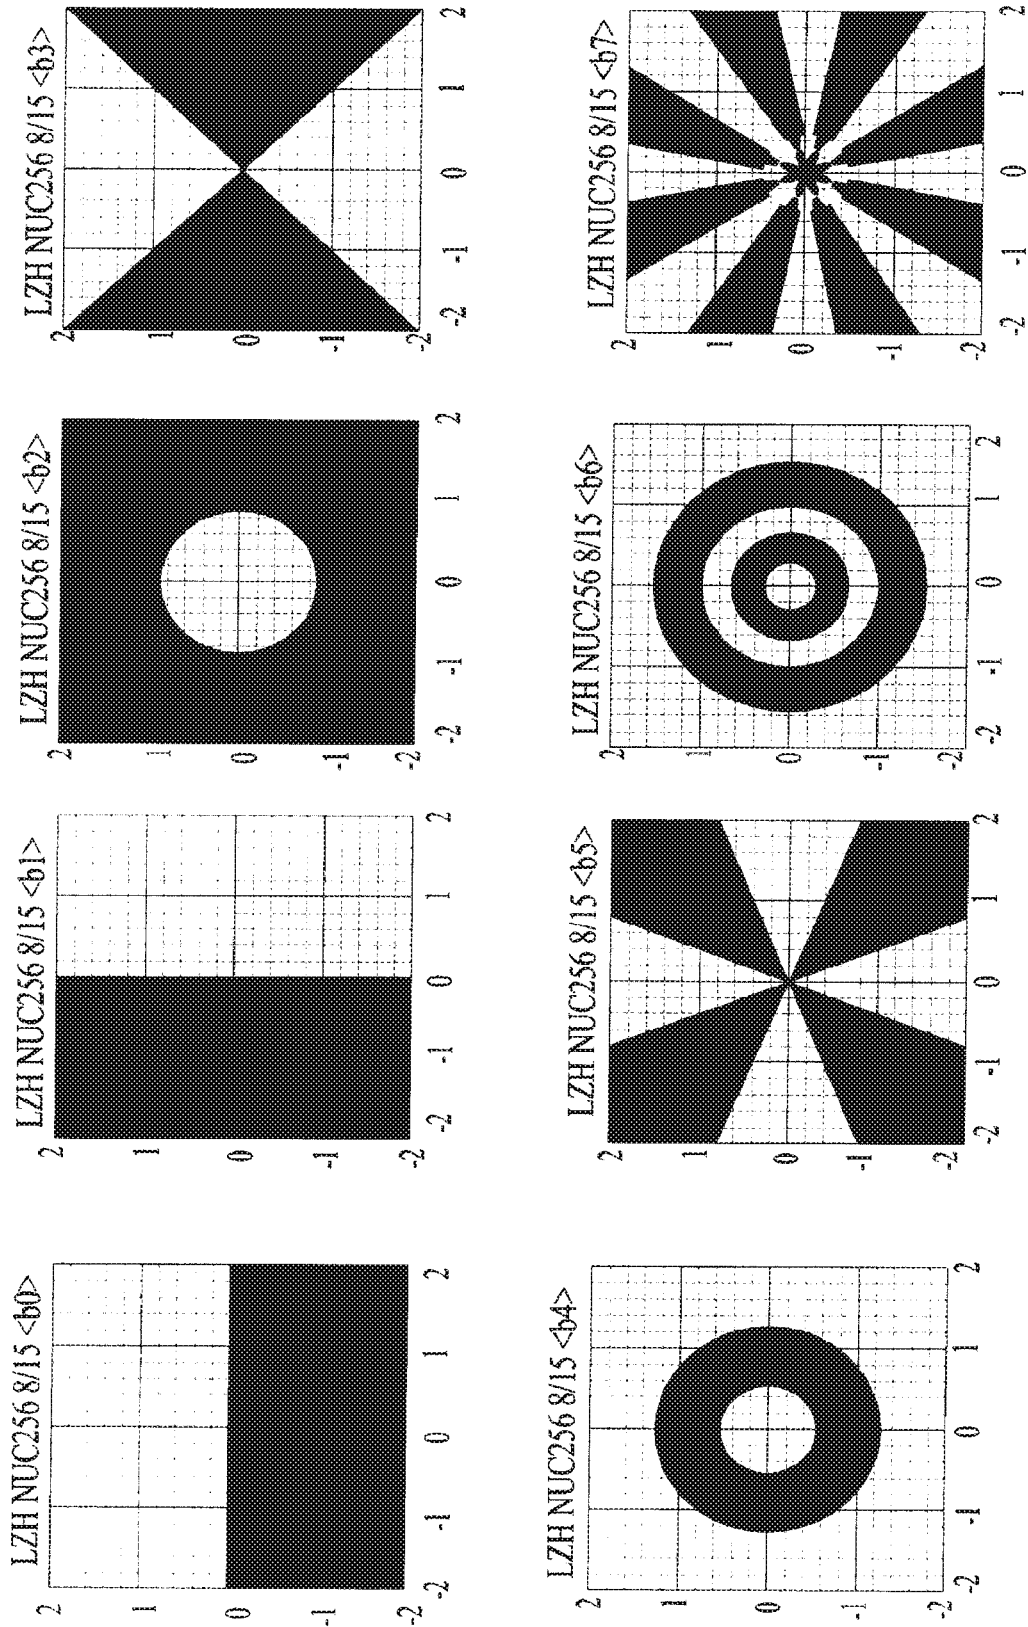 LZH NUC256 8/15 <b0>
2
1
0
-1
-2
-2 -1 0 1 2
LZH NUC256 8/15 <b1>
2
1
0
-1
-2
-2 -1 0 1 2
LZH NUC256 8/15 <b2>
2
1
0
-1
-2
-2 -1 0 1 2
LZH NUC256 8/15 <b3>
2
1
0
-1
-2
-2 -1 0 1 2
LZH NUC256 8/15 <b4>
2
1
0
-1
-2
-2 -1 0 1 2
LZH NUC256 8/15 <b5>
2
1
0
-1
-2
-2 -1 0 1 2
LZH NUC256 8/15 <b6>
2
1
0
-1
-2
-2 -1 0 1 2
LZH NUC256 8/15 <b7>
2
1
0
-1
-2
-2 -1 0 1 2